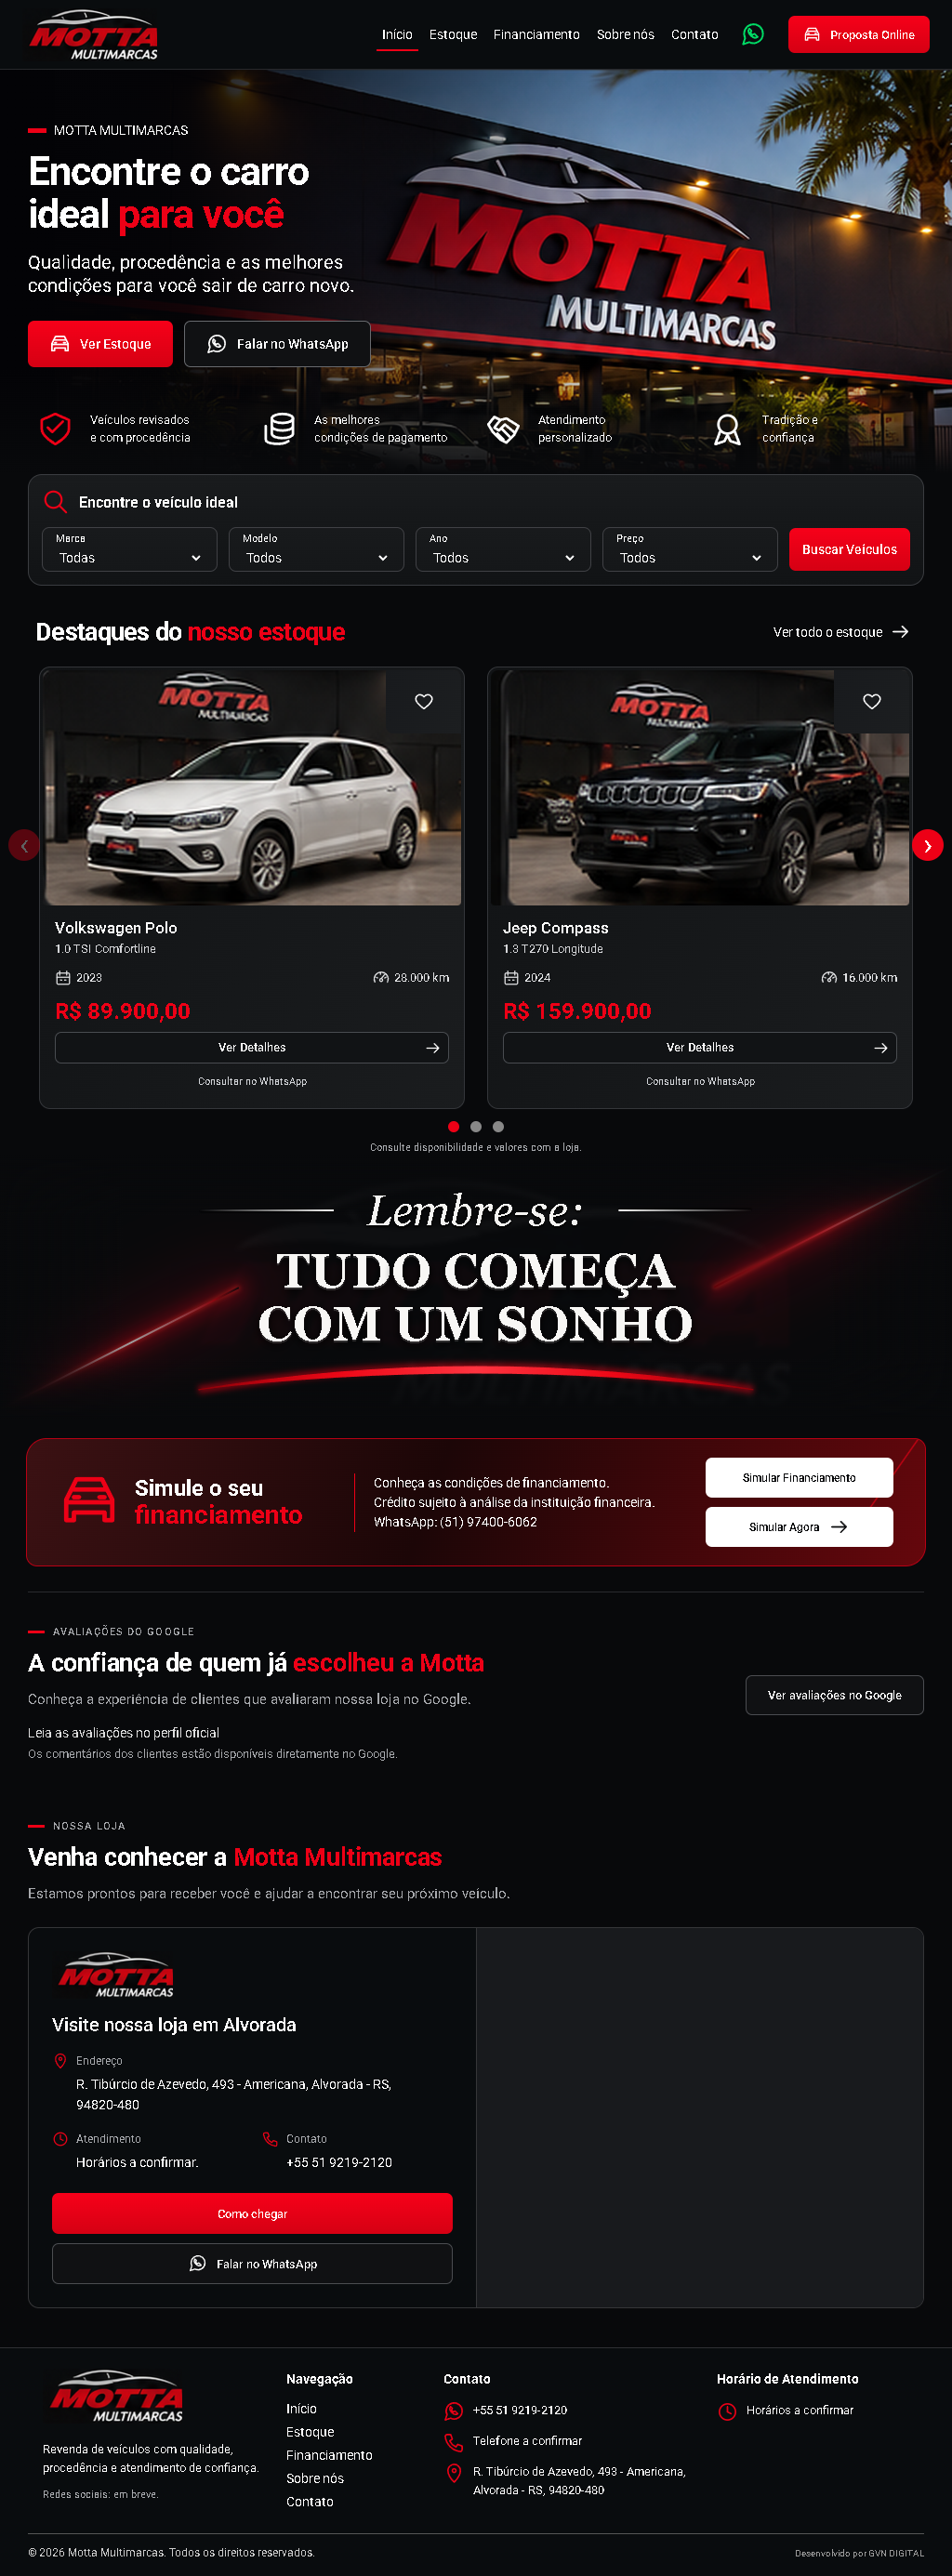 MOTTA
MULTIMARCAS
Início Estoque Financiamento Sobre nós Contato Proposta Online
MOTTA MULTIMARCAS
Encontre o carro
ideal para você
Qualidade, procedência e as melhores
condições para você sair de carro novo.
Ver Estoque Falar no WhatsApp
MOTTA
MULTIMARCAS
Veículos revisados
e com procedência
As melhores
condições de pagamento
Atendimento
personalizado
Tradição e
confiança
Encontre o veículo ideal
Marca Modelo Ano Preço
Todas Todos Todos Todos Buscar Veículos
Destaques do nosso estoque Ver todo o estoque
MOTTA
MULTIMARCAS
Volkswagen Polo
1.0 TSI Comfortline
2023 28.000 km
R$ 89.900,00
Ver Detalhes
Consultar no WhatsApp
MOTTA
MULTIMARCAS
Jeep Compass
1.3 T270 Longitude
2024 16.000 km
R$ 159.900,00
Ver Detalhes
Consultar no WhatsApp
Consulte disponibilidade e valores com a loja.
Lembre-se:
TUDO COMEÇA
COM UM SONHO
MULTIMARCAS
Simule o seu
financiamento
Conheça as condições de financiamento.
Crédito sujeito à análise da instituição financeira.
WhatsApp: (51) 97400-6062
Simular Financiamento
Simular Agora
AVALIAÇÕES DO GOOGLE
A confiança de quem já escolheu a Motta
Conheça a experiência de clientes que avaliaram nossa loja no Google.
Ver avaliações no Google
Leia as avaliações no perfil oficial
Os comentários dos clientes estão disponíveis diretamente no Google.
NOSSA LOJA
Venha conhecer a Motta Multimarcas
Estamos prontos para receber você e ajudar a encontrar seu próximo veículo.
MOTTA
MULTIMARCAS
Visite nossa loja em Alvorada
Endereço
R. Tibúrcio de Azevedo, 493 - Americana, Alvorada - RS,
94820-480
Atendimento
Horários a confirmar.
Contato
+55 51 9219-2120
Como chegar
Falar no WhatsApp
MOTTA
MULTIMARCAS
Revenda de veículos com qualidade,
procedência e atendimento de confiança.
Redes sociais: em breve.
Navegação
Início
Estoque
Financiamento
Sobre nós
Contato
Contato
+55 51 9219-2120
Telefone a confirmar
R. Tibúrcio de Azevedo, 493 - Americana,
Alvorada - RS, 94820-480
Horário de Atendimento
Horários a confirmar
© 2026 Motta Multimarcas. Todos os direitos reservados.
Desenvolvido por GVN DIGITAL